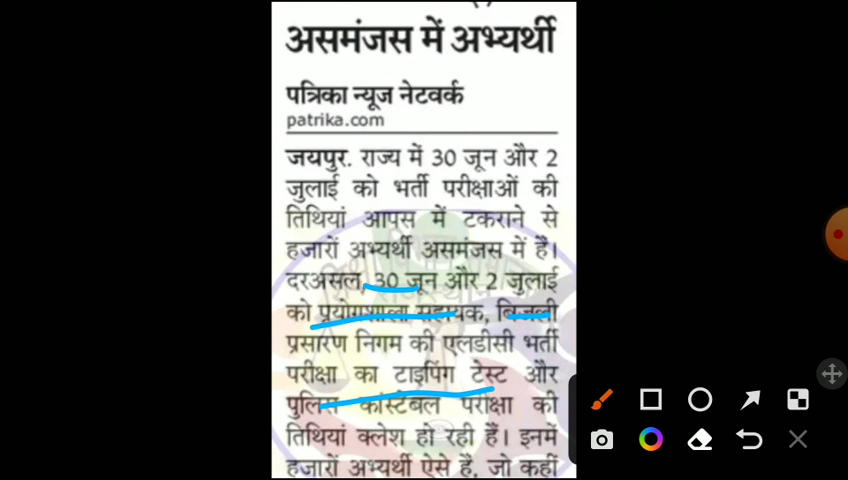 असमंजस में अभ्यर्थी
पत्रिका न्यूज नेटवर्क
patrika.com
जयपुर. राज्य में 30 जून और 2
जुलाई को भर्ती परीक्षाओं की
तिथियां आपस में टकराने से
हजारों अभ्यर्थी असमंजस में हैं।
दरअसल, 30 जून और 2 जुलाई
को प्रयोगशाला सहायक, बिजली
प्रसारण निगम की एलडीसी भर्ती
परीक्षा का टाइपिंग टेस्ट और
पुलिस कांस्टेबल परीक्षा की
तिथियां क्लेश हो रही हैं। इनमें
हजारों अभ्यर्थी ऐसे हैं, जो कहीं